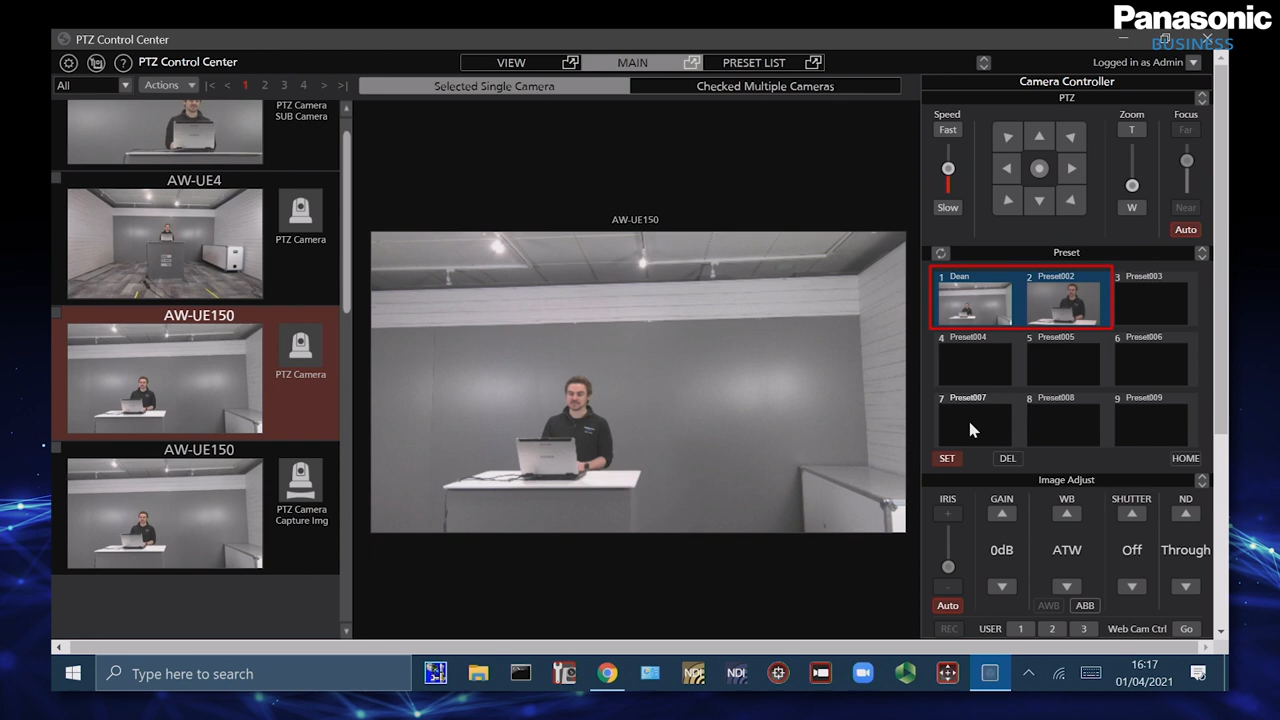 Panasonic
BUSINESS
PTZ Control Center
PTZ Control Center
VIEW
MAIN
PRESET LIST
Logged in as Admin
All
Actions
1 2 3 4
Selected Single Camera
Checked Multiple Cameras
Camera Controller
PTZ
PTZ Camera
SUB Camera
AW-UE4
PTZ Camera
AW-UE150
PTZ Camera
AW-UE150
PTZ Camera
Capture Img
AW-UE150
Speed
Zoom
Focus
Fast
T
Far
Slow
W
Near
Auto
Preset
1 Dean
2 Preset002
3 Preset003
4 Preset004
5 Preset005
6 Preset006
7 Preset007
8 Preset008
9 Preset009
SET
DEL
HOME
Image Adjust
IRIS
GAIN
WB
SHUTTER
ND
+
0dB
ATW
Off
Through
-
Auto
AWB
ABB
REC
USER
1
2
3
Web Cam Ctrl
Go
Type here to search
NDI
NDI
16:17
01/04/2021